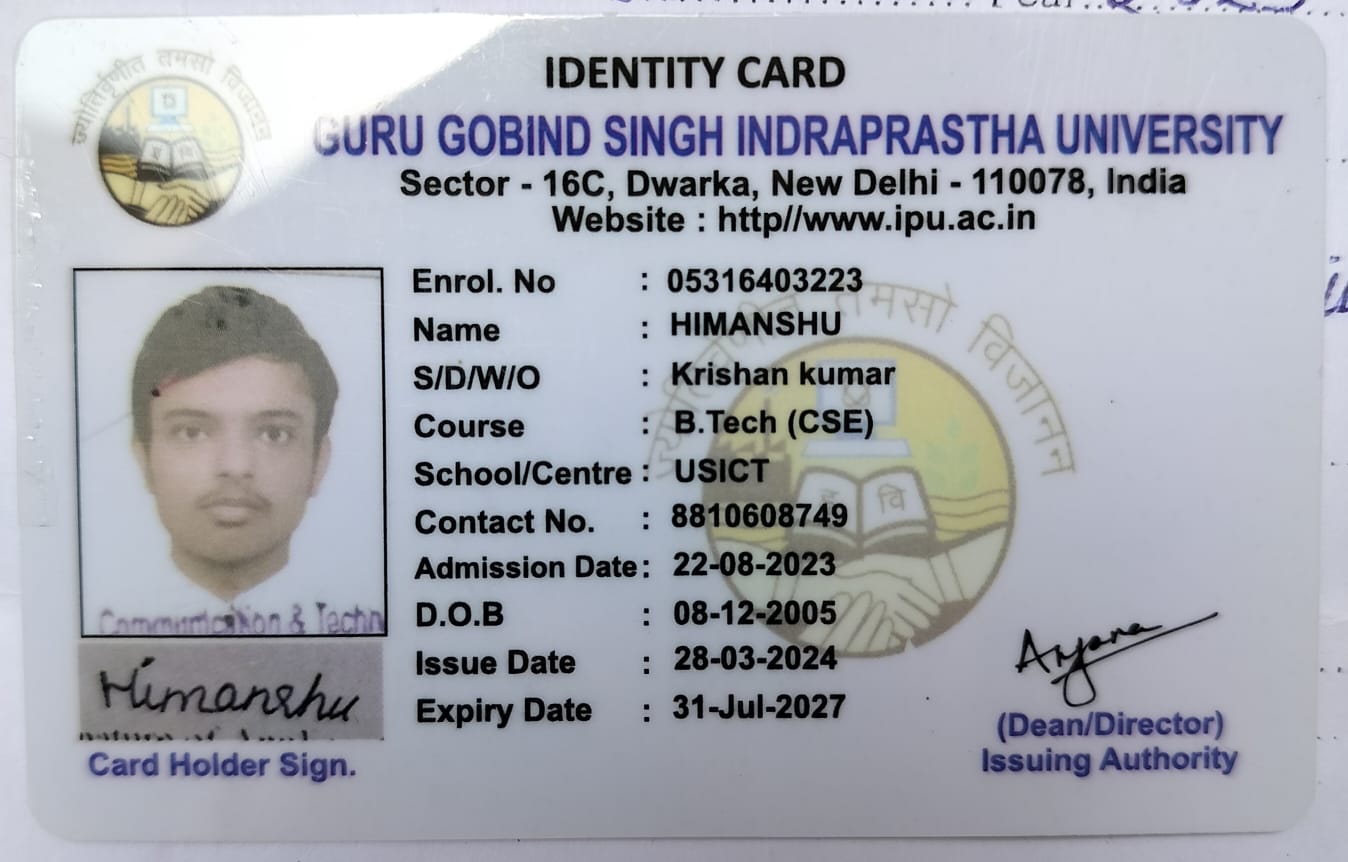 IDENTITY CARD
GURU GOBIND SINGH INDRAPRASTHA UNIVERSITY
Sector - 16C, Dwarka, New Delhi - 110078, India
Website : http//www.ipu.ac.in
ज्योतिर्वृणीत तमसो विजानन
Enrol. No : 05316403223
Name : HIMANSHU
S/D/W/O : Krishan kumar
Course : B.Tech (CSE)
School/Centre : USICT
Contact No. : 8810608749
Admission Date : 22-08-2023
D.O.B : 08-12-2005
Issue Date : 28-03-2024
Expiry Date : 31-Jul-2027
Communication & Techn
Himanshu
Card Holder Sign.
Arjana
(Dean/Director)
Issuing Authority